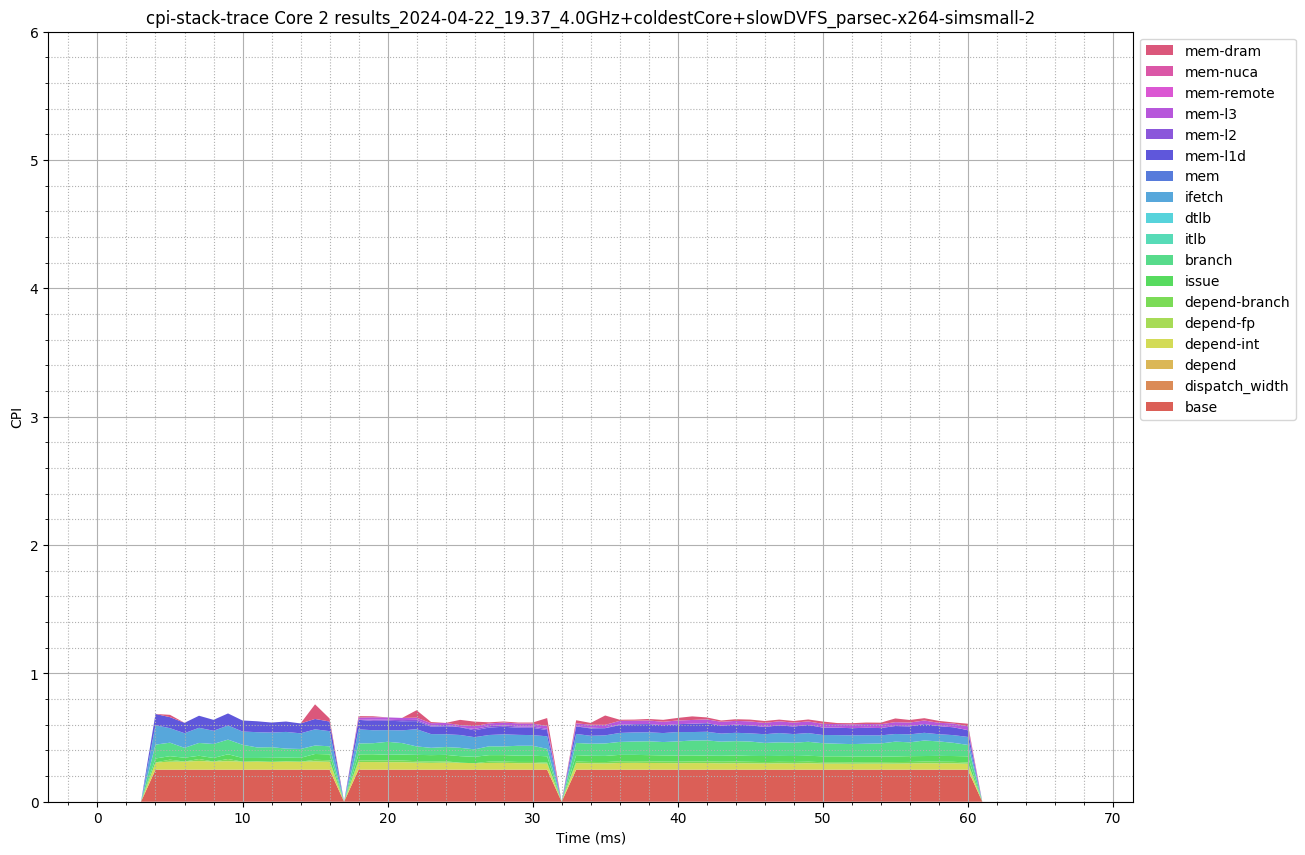 cpi-stack-trace Core 2 results_2024-04-22_19.37_4.0GHz+coldestCore+slowDVFS_parsec-x264-simsmall-2
6
5
4
3
2
1
0
CPI
0 10 20 30 40 50 60 70
Time (ms)
mem-dram
mem-nuca
mem-remote
mem-l3
mem-l2
mem-l1d
mem
ifetch
dtlb
itlb
branch
issue
depend-branch
depend-fp
depend-int
depend
dispatch_width
base